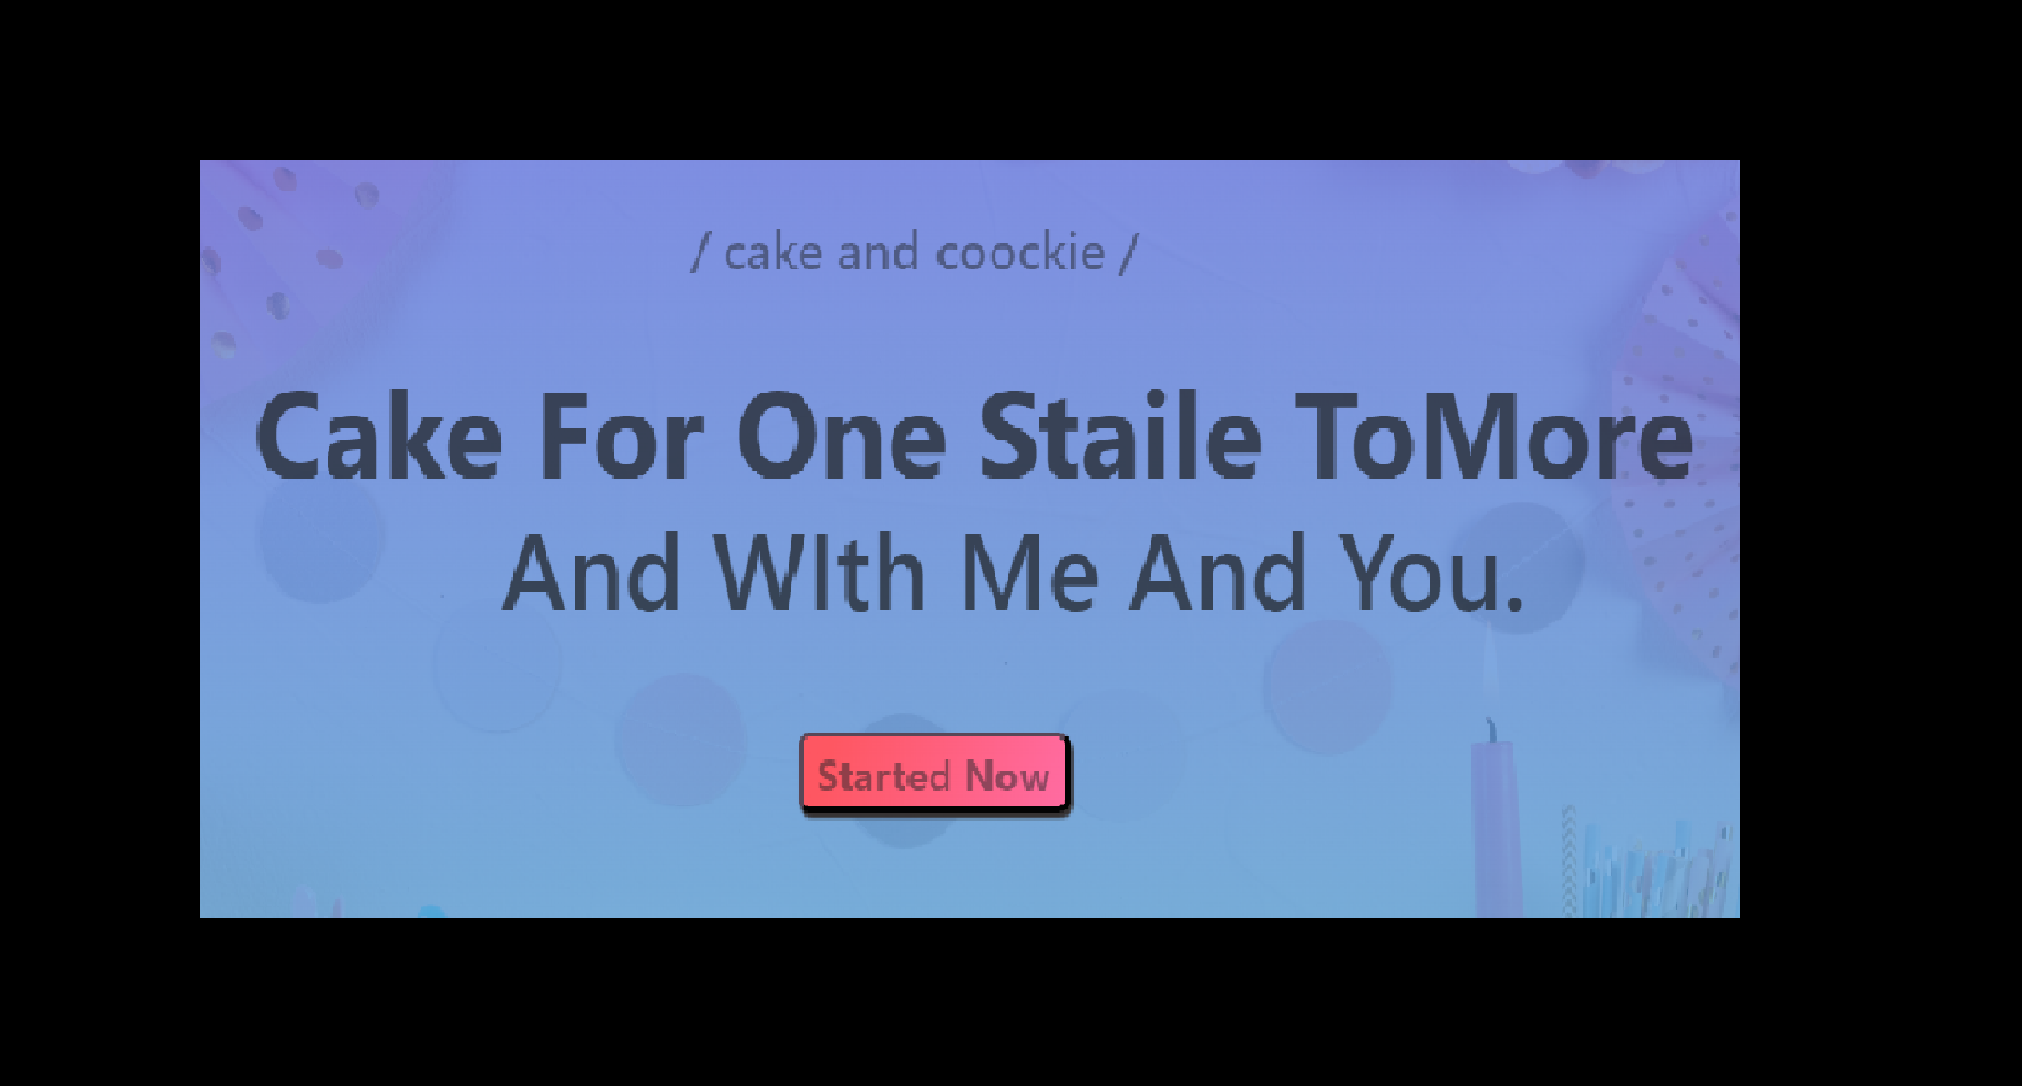 / cake and coockie /
Cake For One Staile ToMore
And WIth Me And You.
Started Now